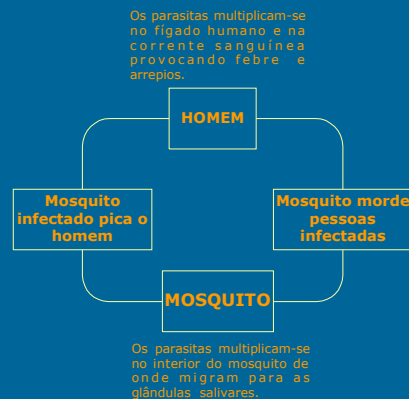 Os parasitas multiplicam-se
no fígado humano e na
corrente sanguínea
provocando febre e
arrepios.
HOMEM
Mosquito
infectado pica o
homem
Mosquito morde
pessoas
infectadas
MOSQUITO
Os parasitas multiplicam-se
no interior do mosquito de
onde migram para as
glândulas salivares.